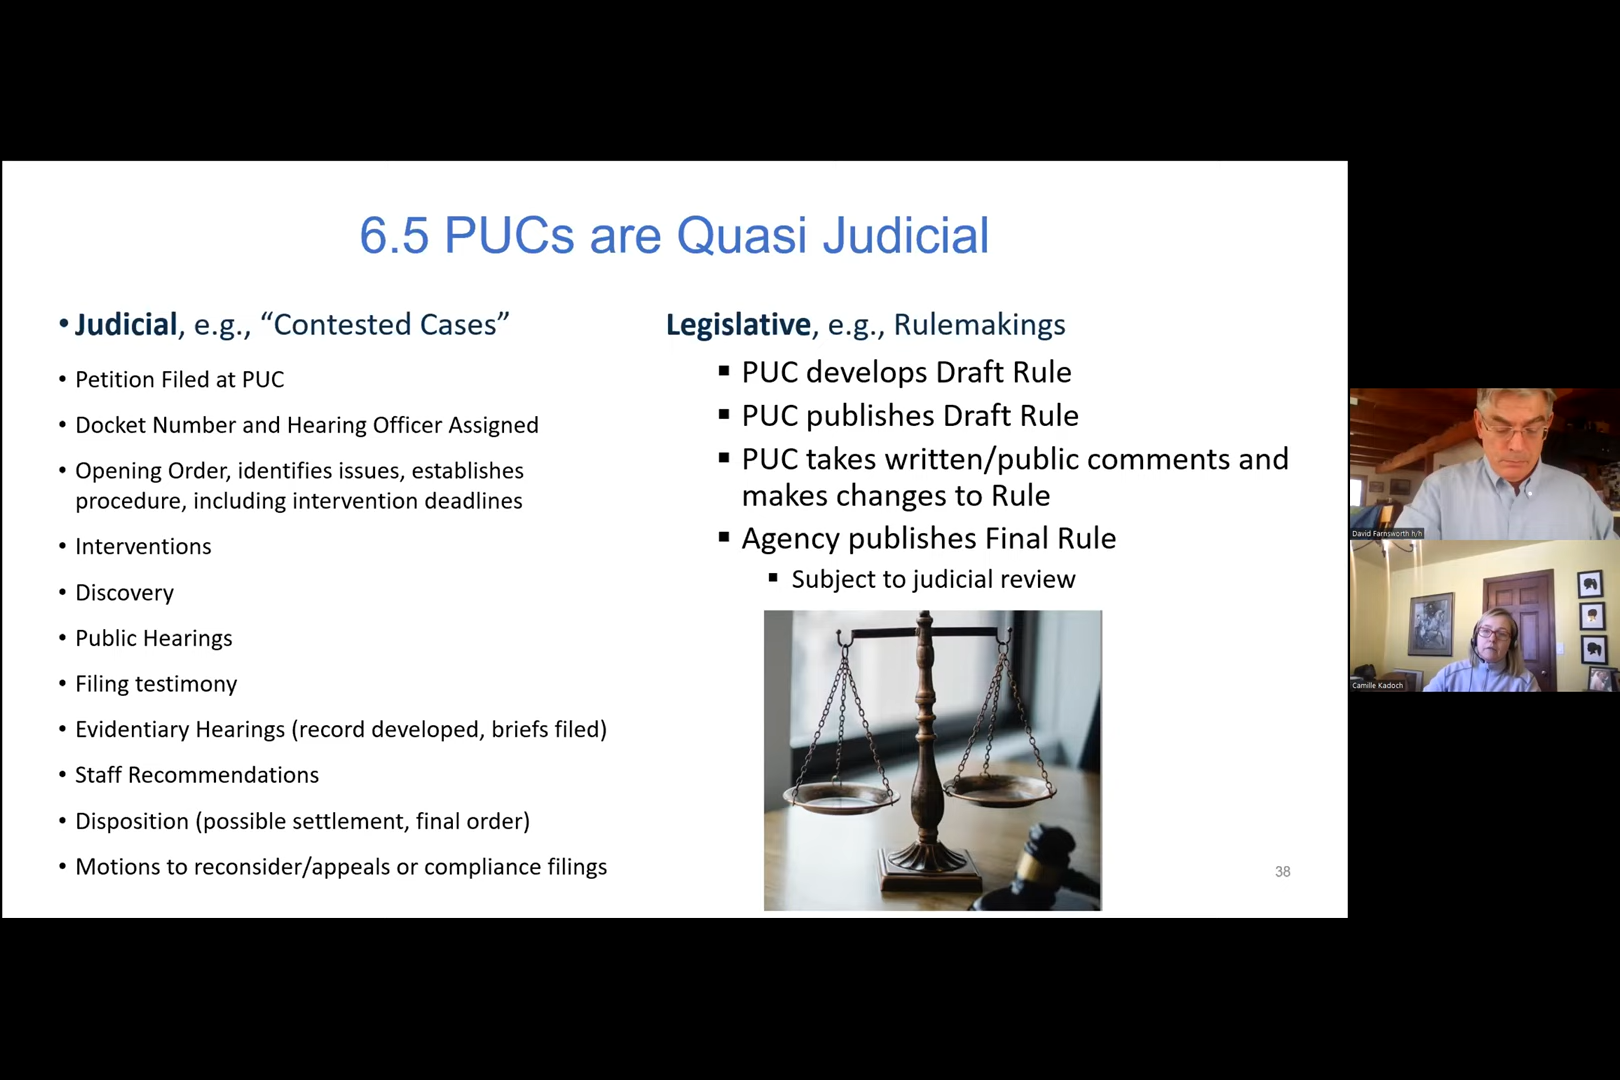 6.5 PUCs are Quasi Judicial
• Judicial, e.g., “Contested Cases”
• Petition Filed at PUC
• Docket Number and Hearing Officer Assigned
• Opening Order, identifies issues, establishes
procedure, including intervention deadlines
• Interventions
• Discovery
• Public Hearings
• Filing testimony
• Evidentiary Hearings (record developed, briefs filed)
• Staff Recommendations
• Disposition (possible settlement, final order)
• Motions to reconsider/appeals or compliance filings
Legislative, e.g., Rulemakings
▪ PUC develops Draft Rule
▪ PUC publishes Draft Rule
▪ PUC takes written/public comments and
makes changes to Rule
▪ Agency publishes Final Rule
▪ Subject to judicial review
38
David Farnsworth h/h
Camille Kadoch